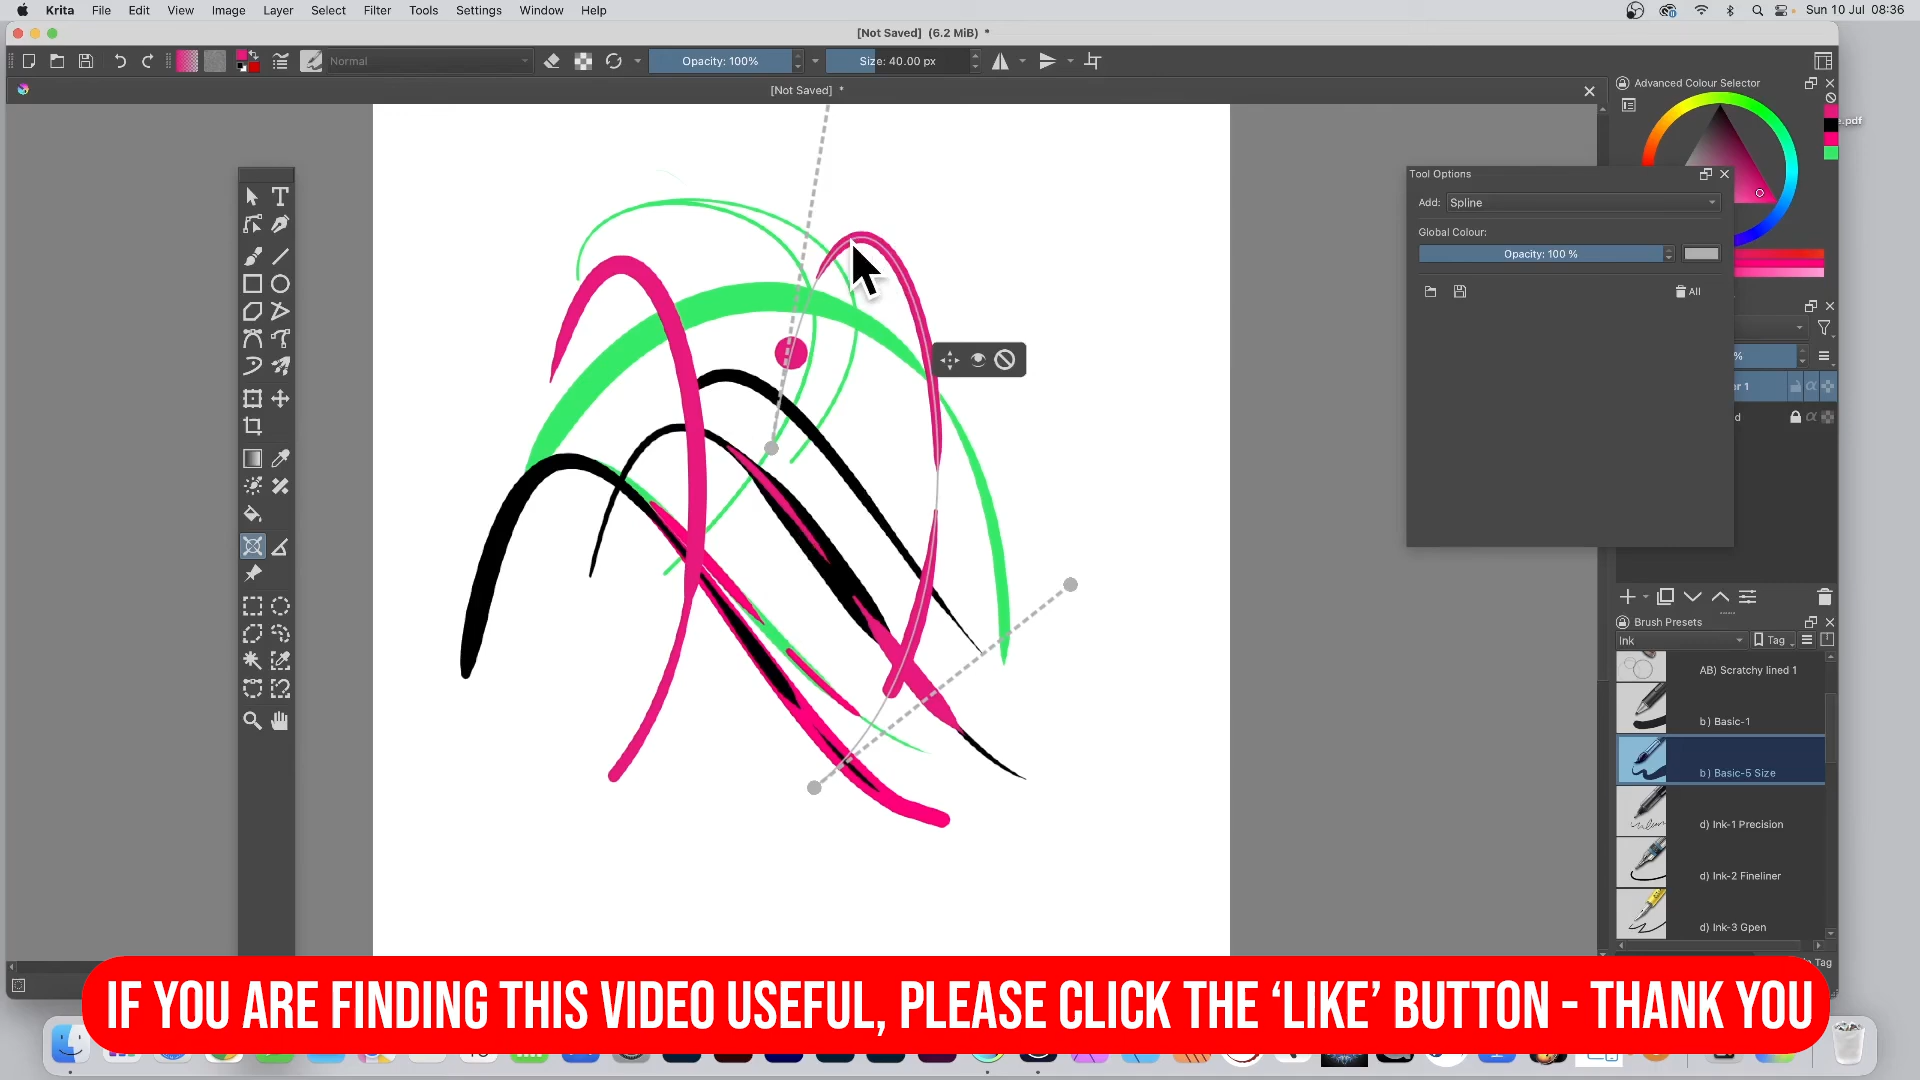 Krita File Edit View Image Layer Select Filter Tools Settings Window Help
Sun 10 Jul 08:36
[Not Saved] (6.2 MiB) *
Normal
Opacity: 100%
Size: 40.00 px
[Not Saved] *
Advanced Colour Selector
.pdf
Tool Options
Add: Spline
Global Colour:
Opacity: 100 %
All
%
r 1
d
Brush Presets
Ink
Tag
AB) Scratchy lined 1
b) Basic-1
b) Basic-5 Size
d) Ink-1 Precision
d) Ink-2 Fineliner
d) Ink-3 Gpen
Tag
IF YOU ARE FINDING THIS VIDEO USEFUL, PLEASE CLICK THE ‘LIKE’ BUTTON - THANK YOU